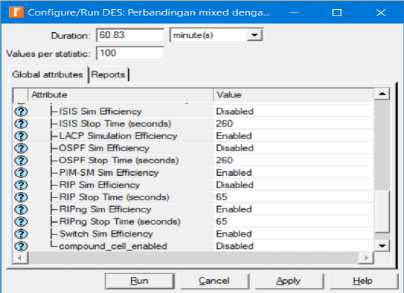 Configure/Run DES: Perbandingan mixed denga...
Duration: 60.83 minute(s)
Values per statistic: 100
Global attributes Reports
Attribute Value
ISIS Sim Efficiency Disabled
ISIS Stop Time (seconds) 260
LACP Simulation Efficiency Enabled
OSPF Sim Efficiency Disabled
OSPF Stop Time (seconds) 260
PIM-SM Sim Efficiency Enabled
RIP Sim Efficiency Disabled
RIP Stop Time (seconds) 65
RIPng Sim Efficiency Enabled
RIPng Stop Time (seconds) 65
Switch Sim Efficiency Enabled
compound_cell_enabled Disabled
Run Cancel Apply Help